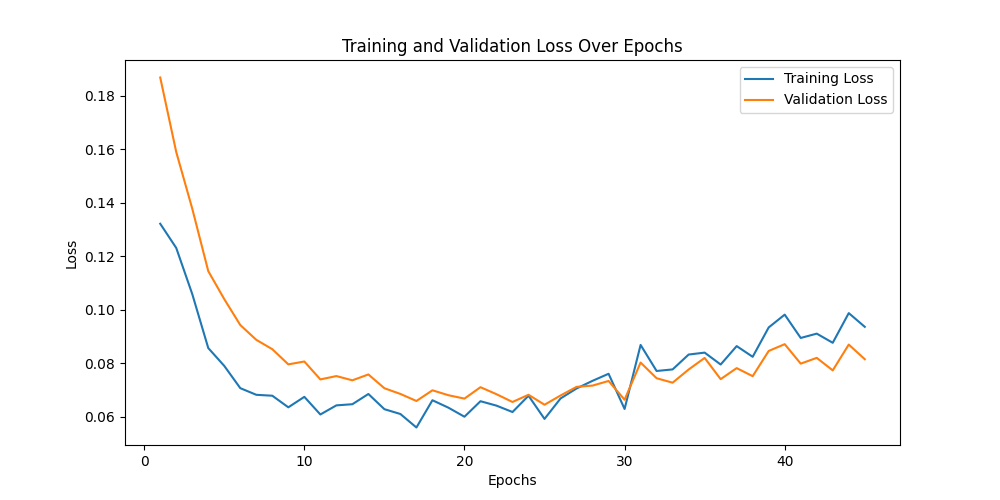 Training and Validation Loss Over Epochs
Training Loss
Validation Loss
0.18
0.16
0.14
0.12
0.10
0.08
0.06
Loss
0 10 20 30 40
Epochs